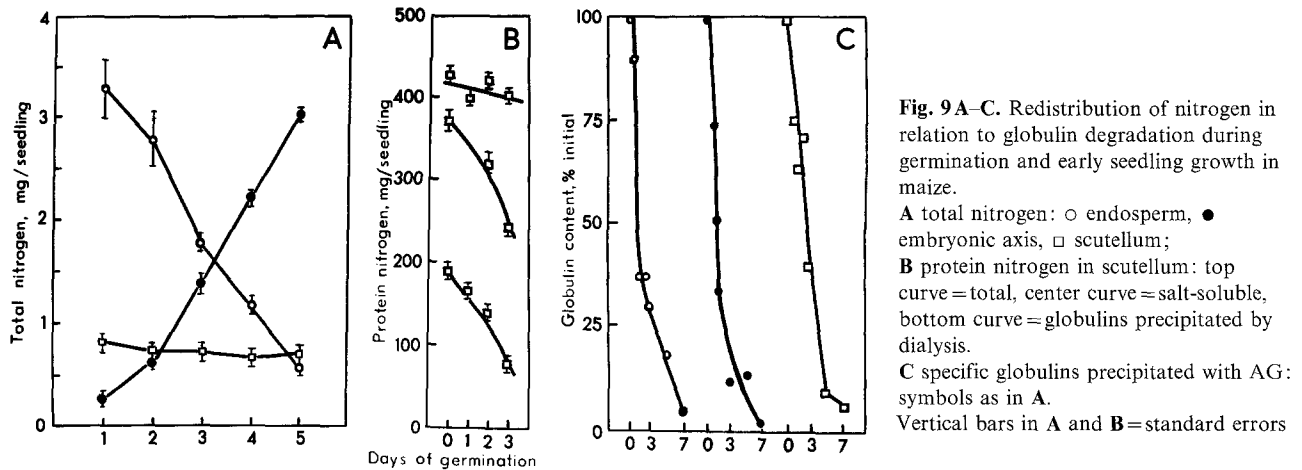 4
3
2
1
0
Total nitrogen, mg/seedling
A
1 2 3 4 5
500
400
300
200
100
0
Protein nitrogen, mg/seedling
B
0 1 2 3
Days of germination
100
75
50
25
0
Globulin content, % initial
C
0 3 7 0 3 7 0 3 7
Fig. 9 A–C. Redistribution of nitrogen in
relation to globulin degradation during
germination and early seedling growth in
maize.
A total nitrogen: ○ endosperm, ●
embryonic axis, □ scutellum;
B protein nitrogen in scutellum: top
curve = total, center curve = salt-soluble,
bottom curve = globulins precipitated by
dialysis.
C specific globulins precipitated with AG:
symbols as in A.
Vertical bars in A and B = standard errors